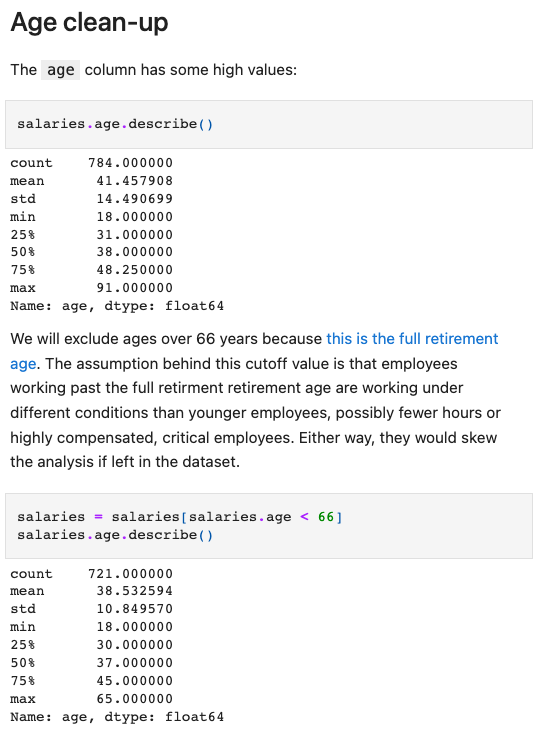 Age clean-up
The age column has some high values:
salaries.age.describe()
count    784.000000
mean      41.457908
std       14.490699
min       18.000000
25%       31.000000
50%       38.000000
75%       48.250000
max       91.000000
Name: age, dtype: float64
We will exclude ages over 66 years because this is the full retirement
age. The assumption behind this cutoff value is that employees
working past the full retirment retirement age are working under
different conditions than younger employees, possibly fewer hours or
highly compensated, critical employees. Either way, they would skew
the analysis if left in the dataset.
salaries = salaries[salaries.age < 66]
salaries.age.describe()
count    721.000000
mean      38.532594
std       10.849570
min       18.000000
25%       30.000000
50%       37.000000
75%       45.000000
max       65.000000
Name: age, dtype: float64